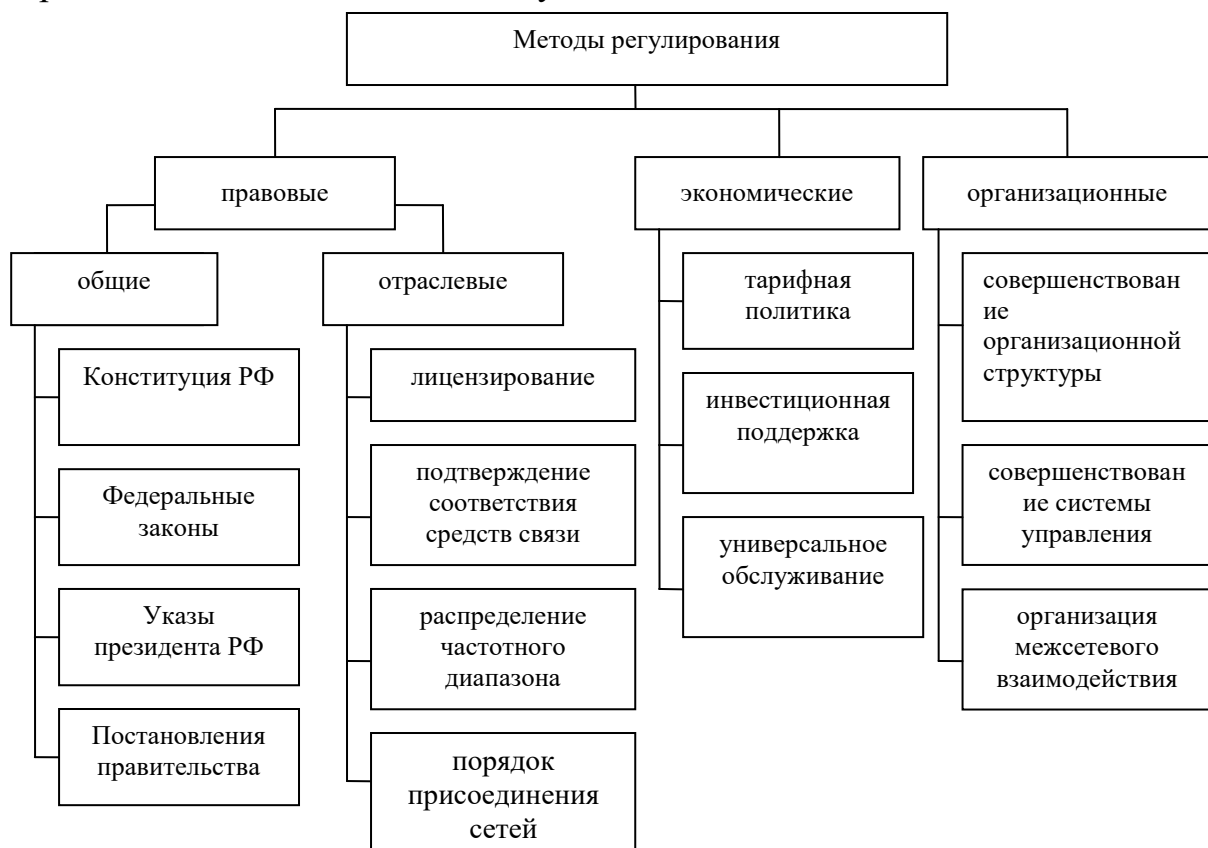 Методы регулирования
правовые
экономические
организационные
общие
отраслевые
тарифная
политика
совершенствован
ие
организационной
структуры
Конституция РФ
лицензирование
инвестиционная
поддержка
Федеральные
законы
подтверждение
соответствия
средств связи
совершенствован
ие системы
управления
универсальное
обслуживание
Указы
президента РФ
распределение
частотного
диапазона
организация
межсетевого
взаимодействия
Постановления
правительства
порядок
присоединения
сетей